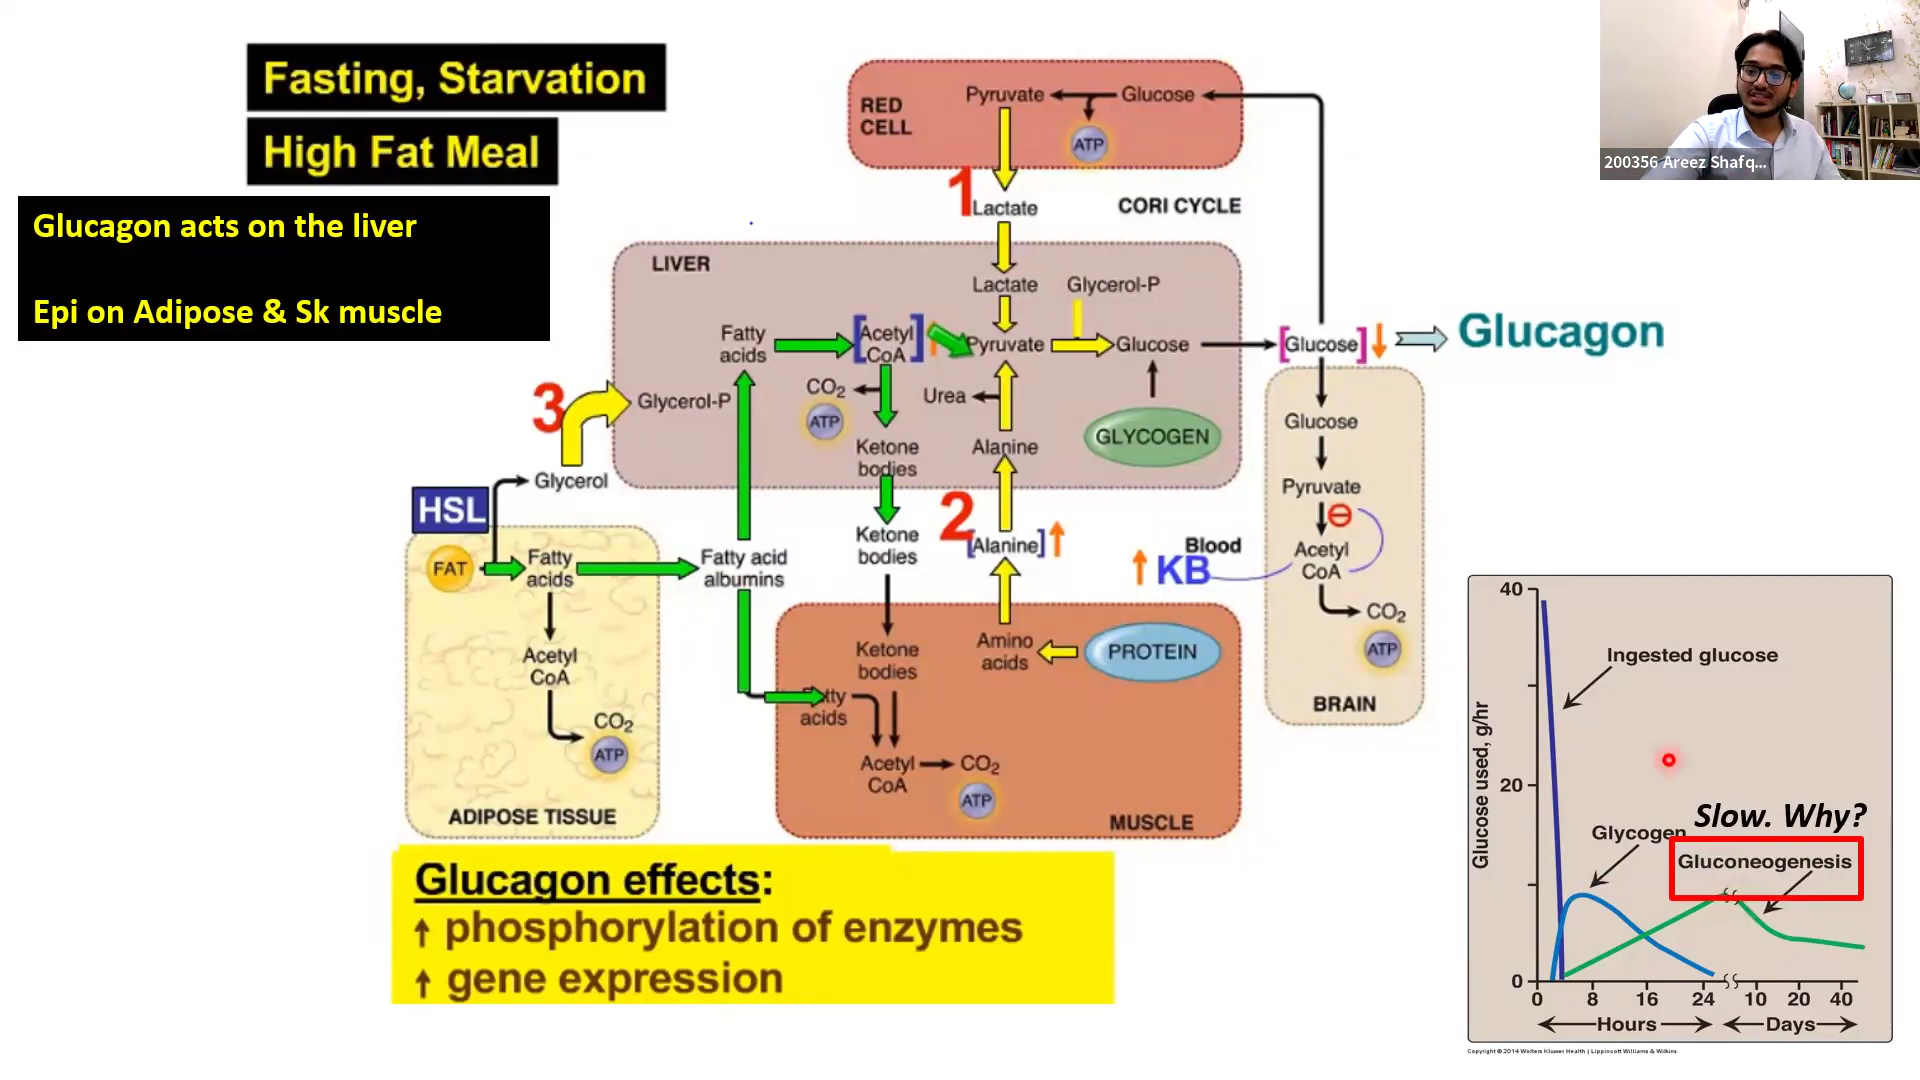 Fasting, Starvation
High Fat Meal
Glucagon acts on the liver
Epi on Adipose & Sk muscle
200356 Areez Shafq...
RED
CELL
Pyruvate
Glucose
ATP
1
Lactate
CORI CYCLE
LIVER
Lactate
Glycerol-P
Fatty
acids
[Acetyl
CoA]
Pyruvate
Glucose
[Glucose]
Glucagon
CO₂
ATP
Urea
3
Glycerol-P
GLYCOGEN
Ketone
bodies
Alanine
Glycerol
HSL
FAT
Fatty
acids
Fatty acid
albumins
Ketone
bodies
2
[Alanine]
Blood
KB
Glucose
Pyruvate
Acetyl
CoA
CO₂
ATP
BRAIN
Acetyl
CoA
CO₂
ATP
ADIPOSE TISSUE
Ketone
bodies
Amino
acids
PROTEIN
Fatty
acids
Acetyl
CoA
CO₂
ATP
MUSCLE
Glucagon effects:
↑ phosphorylation of enzymes
↑ gene expression
Glucose used, g/hr
40
20
0
Ingested glucose
Slow. Why?
Glycogen
Gluconeogenesis
0 8 16 24 10 20 40
Hours Days
Copyright © 2014 Wolters Kluwer Health | Lippincott Williams & Wilkins